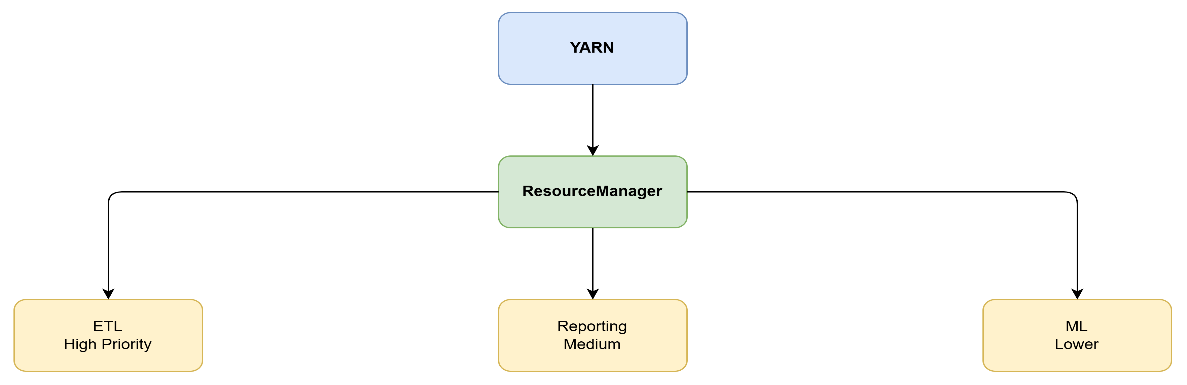 YARN
ResourceManager
ETL
High Priority
Reporting
Medium
ML
Lower